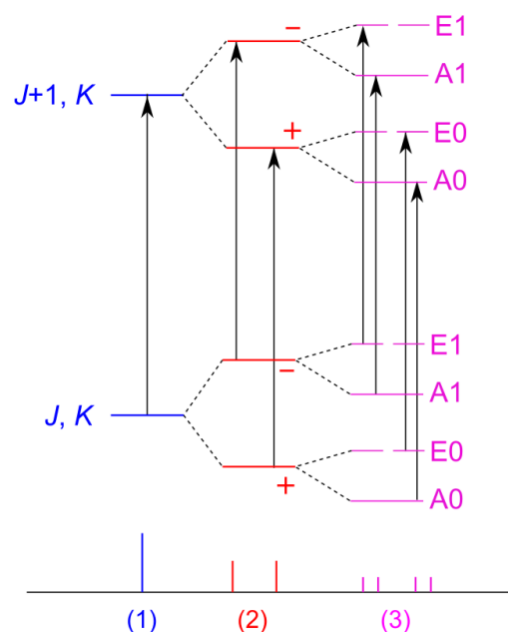 − E1
A1
J+1, K
+ E0
A0
E1
− A1
J, K
E0
+ A0
(1) (2) (3)